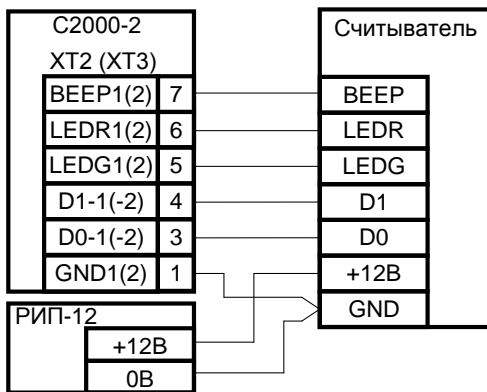 С2000-2
ХТ2 (ХТ3)
BEEP1(2) 7
LEDR1(2) 6
LEDG1(2) 5
D1-1(-2) 4
D0-1(-2) 3
GND1(2) 1
РИП-12
+12В
0В
Считыватель
BEEP
LEDR
LEDG
D1
D0
+12В
GND